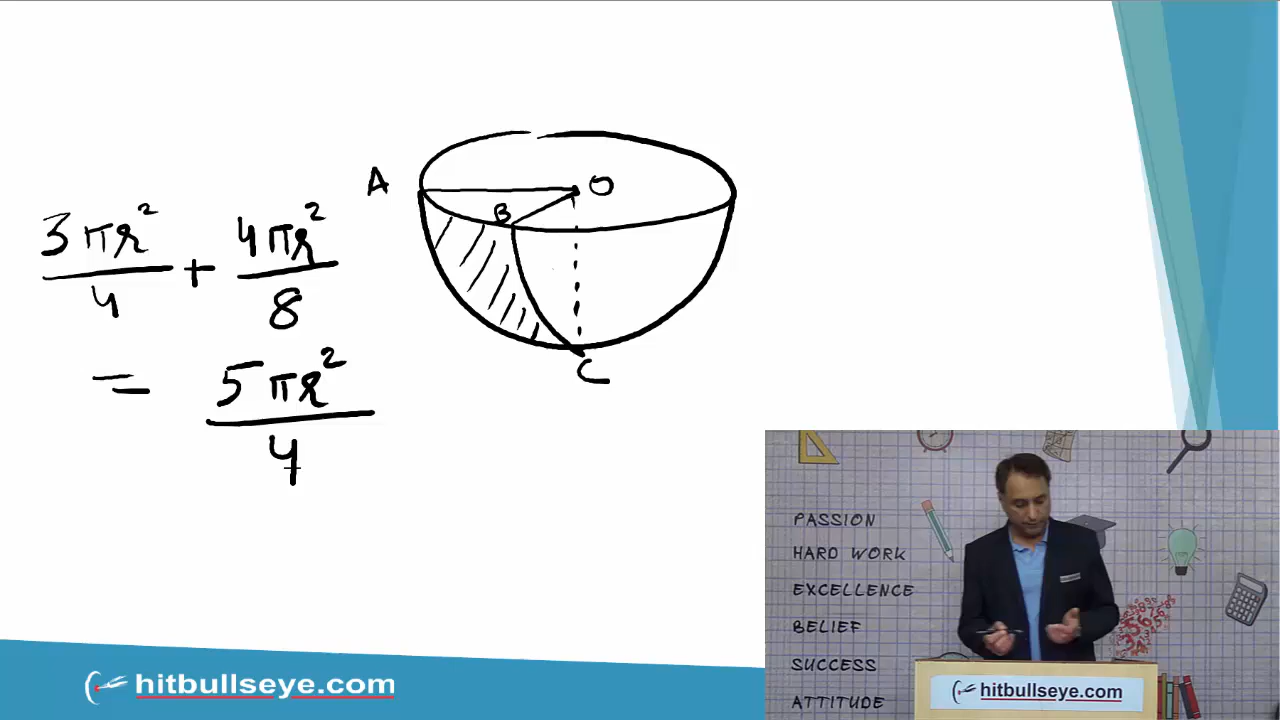 A
O
B
C
3πr²/4 + 4πr²/8
= 5πr²/4
PASSION
HARD WORK
EXCELLENCE
BELIEF
SUCCESS
ATTITUDE
hitbullseye.com
hitbullseye.com